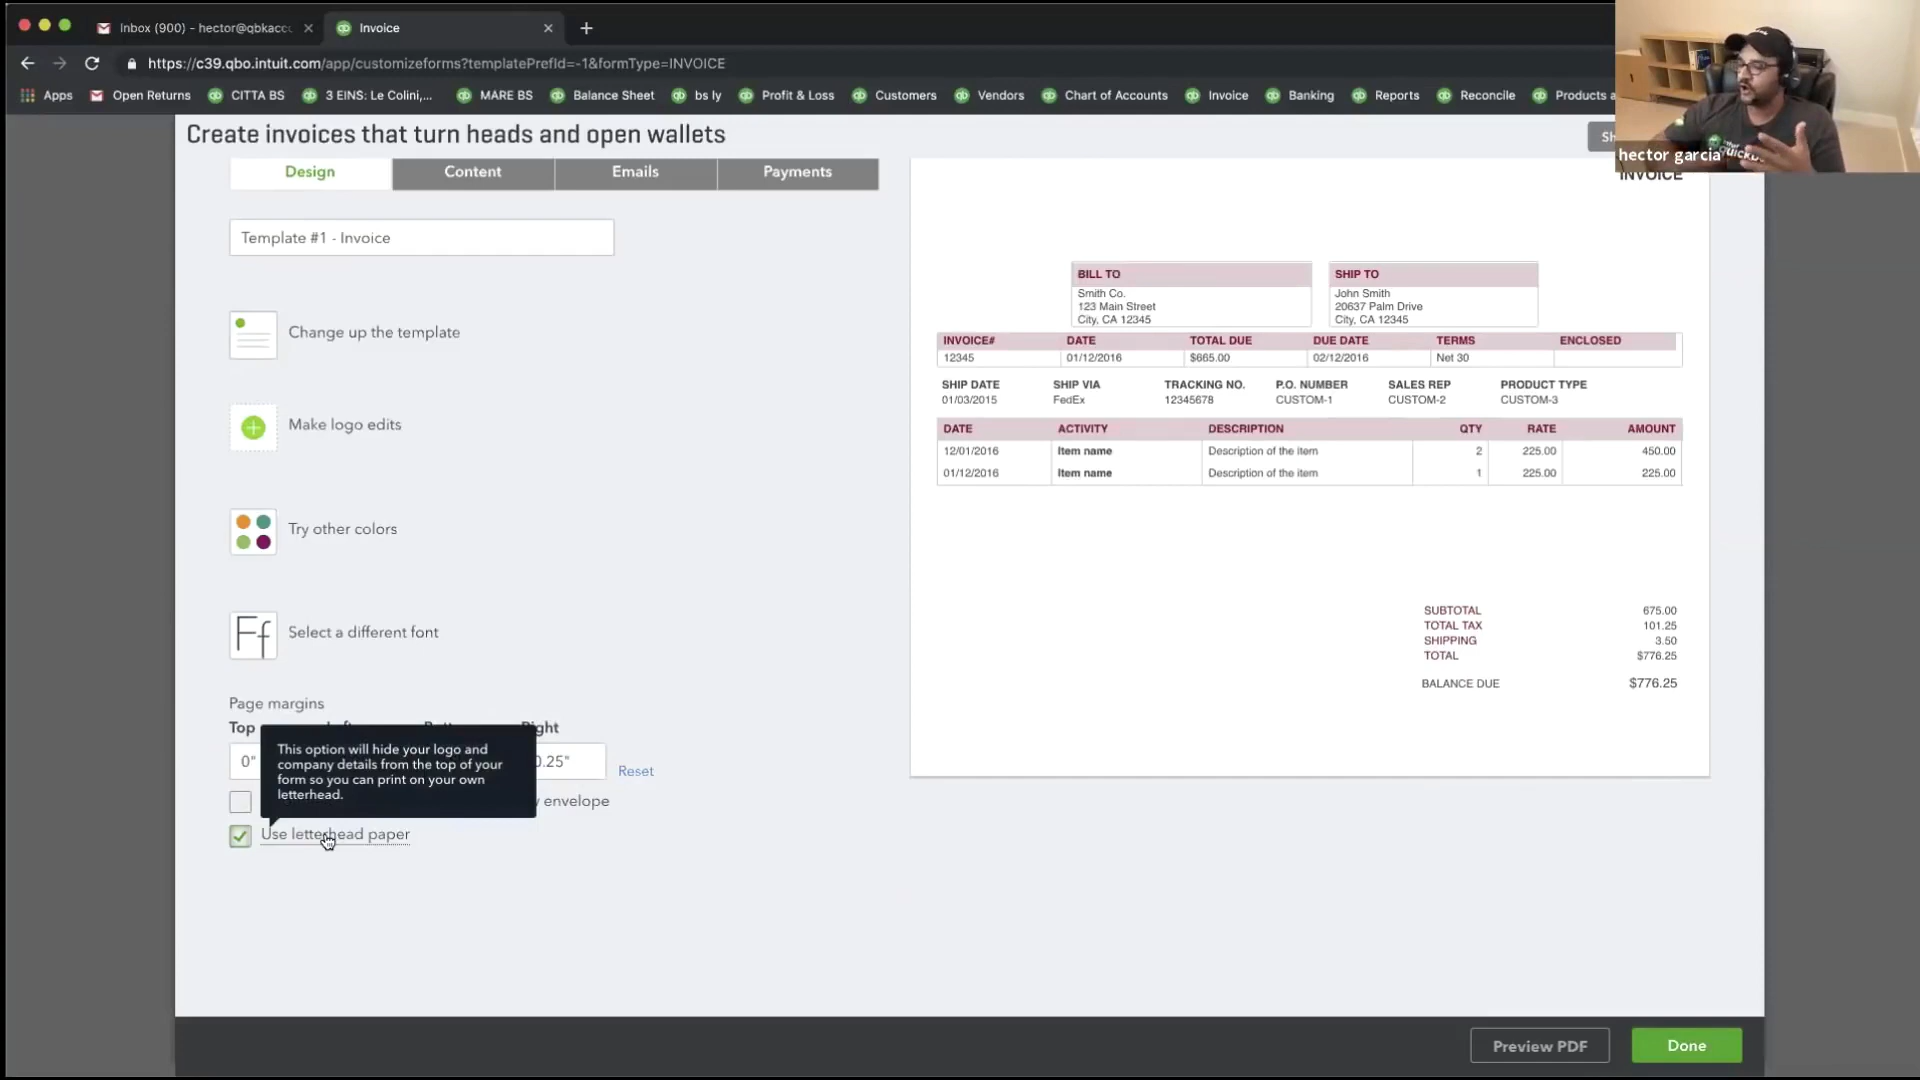 Inbox (900) - hector@qbkacc
Invoice
https://c39.qbo.intuit.com/app/customizeforms?templatePrefId=-1&formType=INVOICE
Apps
Open Returns
CITTA BS
3 EINS: Le Colini,...
MARE BS
Balance Sheet
bs ly
Profit & Loss
Customers
Vendors
Chart of Accounts
Invoice
Banking
Reports
Reconcile
Products a
hector garcia
Create invoices that turn heads and open wallets
Sh
Design
Content
Emails
Payments
Template #1 - Invoice
Change up the template
Make logo edits
Try other colors
Ff
Select a different font
Page margins
Top
Right
0"
0.25"
Reset
This option will hide your logo and
company details from the top of your
form so you can print on your own
letterhead.
envelope
Use letterhead paper
INVOICE
BILL TO
Smith Co.
123 Main Street
City, CA 12345
SHIP TO
John Smith
20637 Palm Drive
City, CA 12345
INVOICE# DATE TOTAL DUE DUE DATE TERMS ENCLOSED
12345 01/12/2016 $665.00 02/12/2016 Net 30
SHIP DATE SHIP VIA TRACKING NO. P.O. NUMBER SALES REP PRODUCT TYPE
01/03/2015 FedEx 12345678 CUSTOM-1 CUSTOM-2 CUSTOM-3
DATE ACTIVITY DESCRIPTION QTY RATE AMOUNT
12/01/2016 Item name Description of the item 2 225.00 450.00
01/12/2016 Item name Description of the item 1 225.00 225.00
SUBTOTAL 675.00
TOTAL TAX 101.25
SHIPPING 3.50
TOTAL $776.25
BALANCE DUE $776.25
Preview PDF
Done